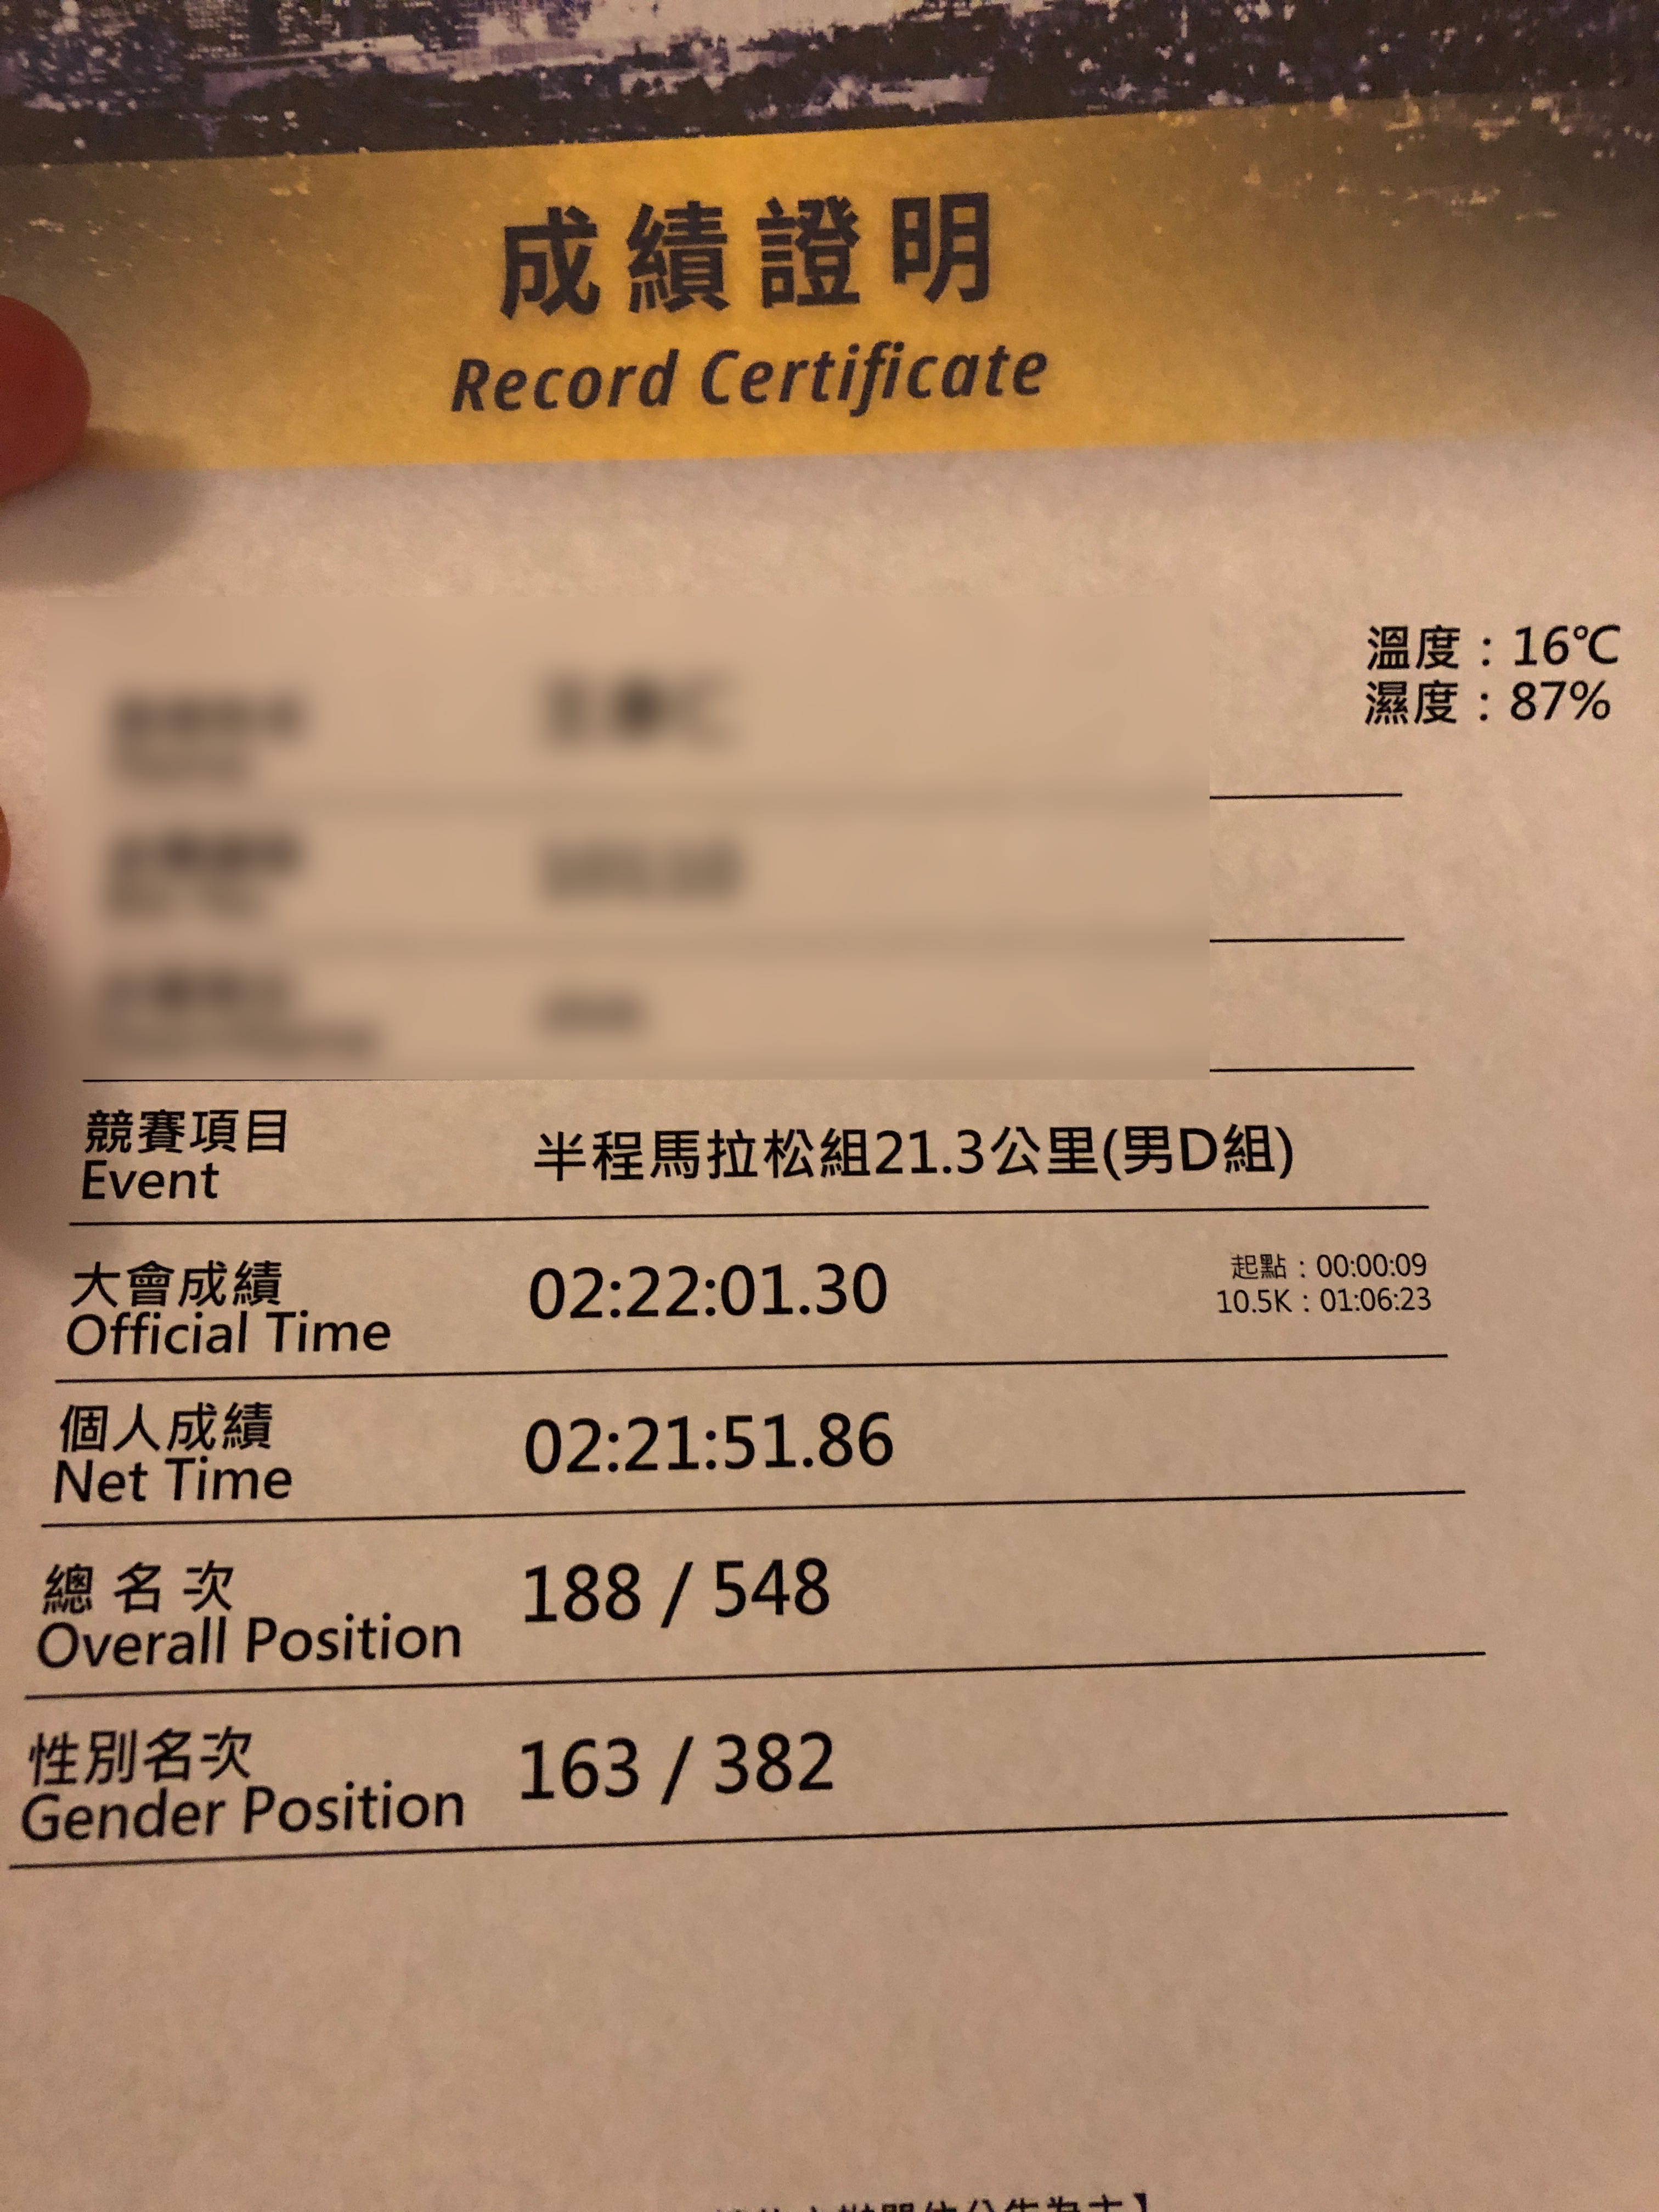 成績證明
Record Certificate
溫度：16℃
濕度：87%
競賽項目
Event
半程馬拉松組21.3公里(男D組)
大會成績
Official Time
02:22:01.30
起點：00:00:09
10.5K：01:06:23
個人成績
Net Time
02:21:51.86
總名次
Overall Position
188 / 548
性別名次
Gender Position
163 / 382